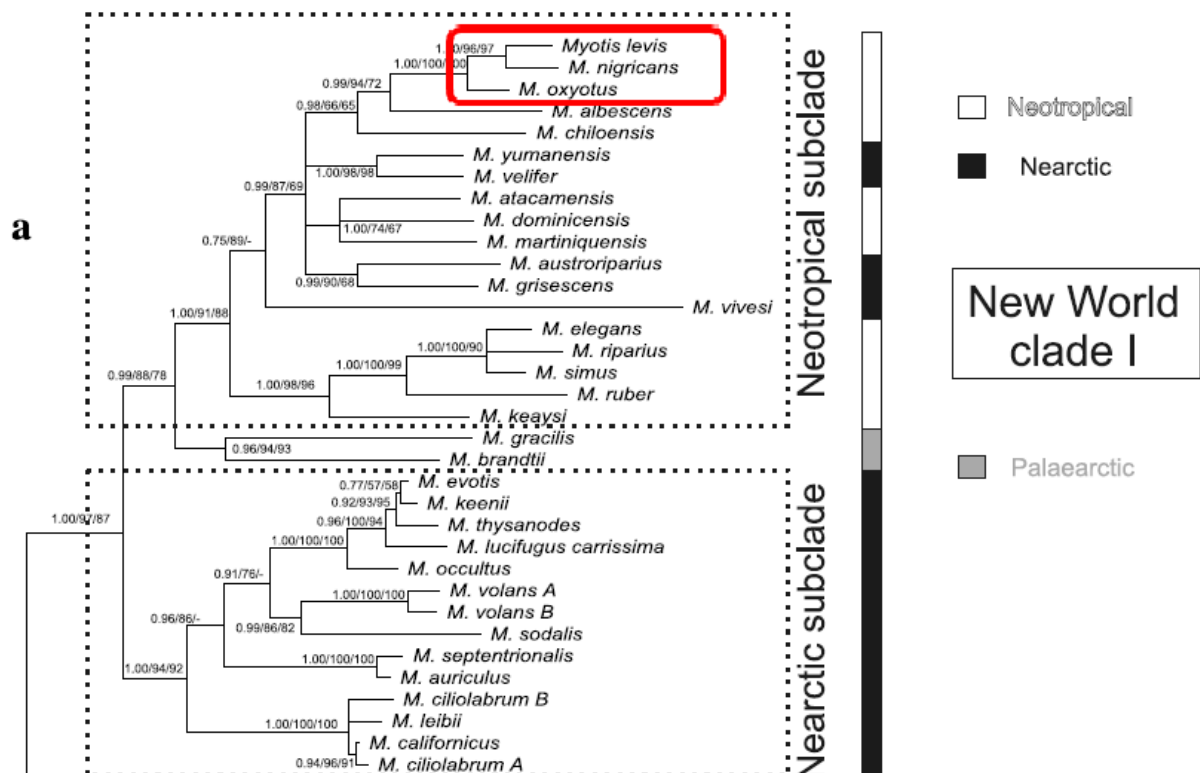 a
1.00/96/97
Myotis levis
M. nigricans
1.00/100/100
M. oxyotus
0.99/94/72
M. albescens
0.98/66/65
M. chiloensis
M. yumanensis
1.00/98/98
M. velifer
0.99/87/69
M. atacamensis
M. dominicensis
1.00/74/67
M. martiniquensis
0.75/89/-
M. austroriparius
0.99/90/68
M. grisescens
M. vivesi
1.00/91/88
M. elegans
1.00/100/90
M. riparius
1.00/100/99
M. simus
0.99/88/78
1.00/98/96
M. ruber
M. keaysi
M. gracilis
0.96/94/93
M. brandtii
0.77/57/58
M. evotis
0.92/93/95
M. keenii
0.96/100/94
M. thysanodes
1.00/97/87
1.00/100/100
M. lucifugus carrissima
M. occultus
0.91/76/-
1.00/100/100
M. volans A
M. volans B
0.96/86/-
0.99/86/82
M. sodalis
1.00/100/100
M. septentrionalis
1.00/94/92
M. auriculus
M. ciliolabrum B
1.00/100/100
M. leibii
M. californicus
0.94/96/91
M. ciliolabrum A
Neotropical subclade
Nearctic subclade
Neotropical
Nearctic
New World
clade I
Palaearctic